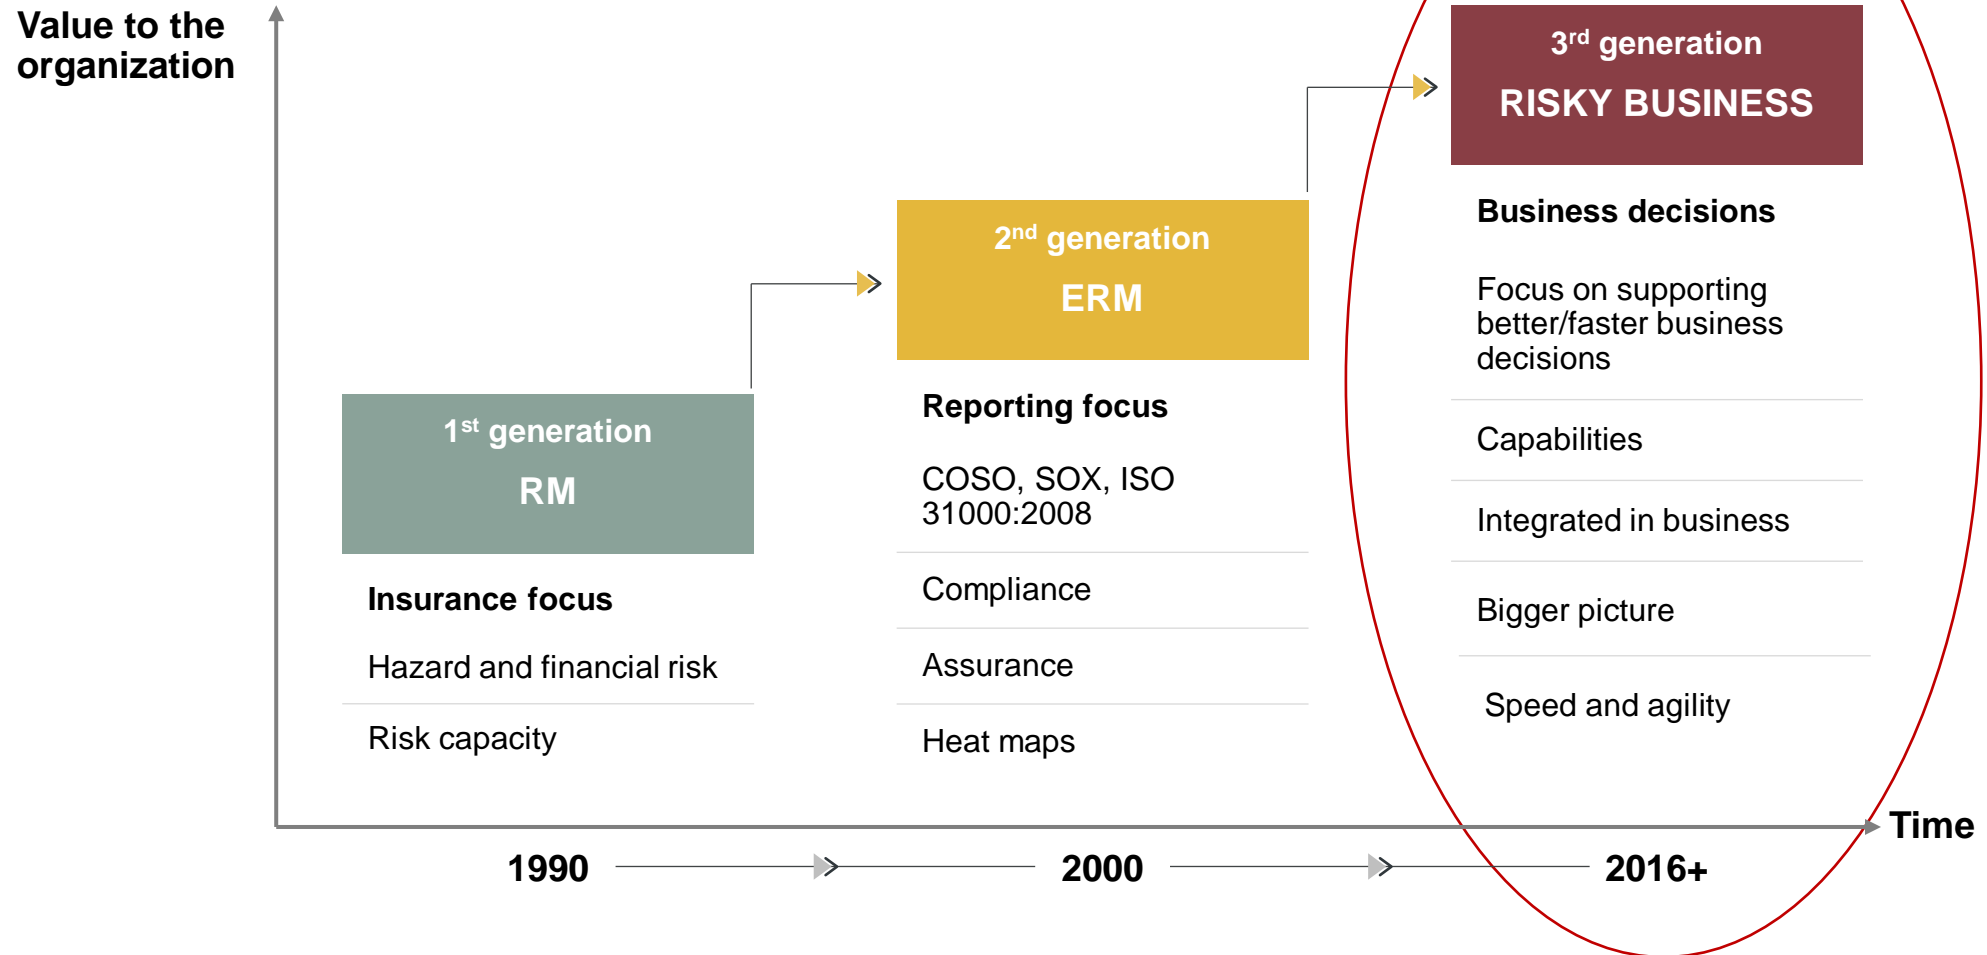 Value to the
organization
3rd generation
RISKY BUSINESS
Business decisions
Focus on supporting
better/faster business
decisions
Capabilities
Integrated in business
Bigger picture
Speed and agility
2nd generation
ERM
Reporting focus
COSO, SOX, ISO
31000:2008
Compliance
Assurance
Heat maps
1st generation
RM
Insurance focus
Hazard and financial risk
Risk capacity
Time
1990
2000
2016+